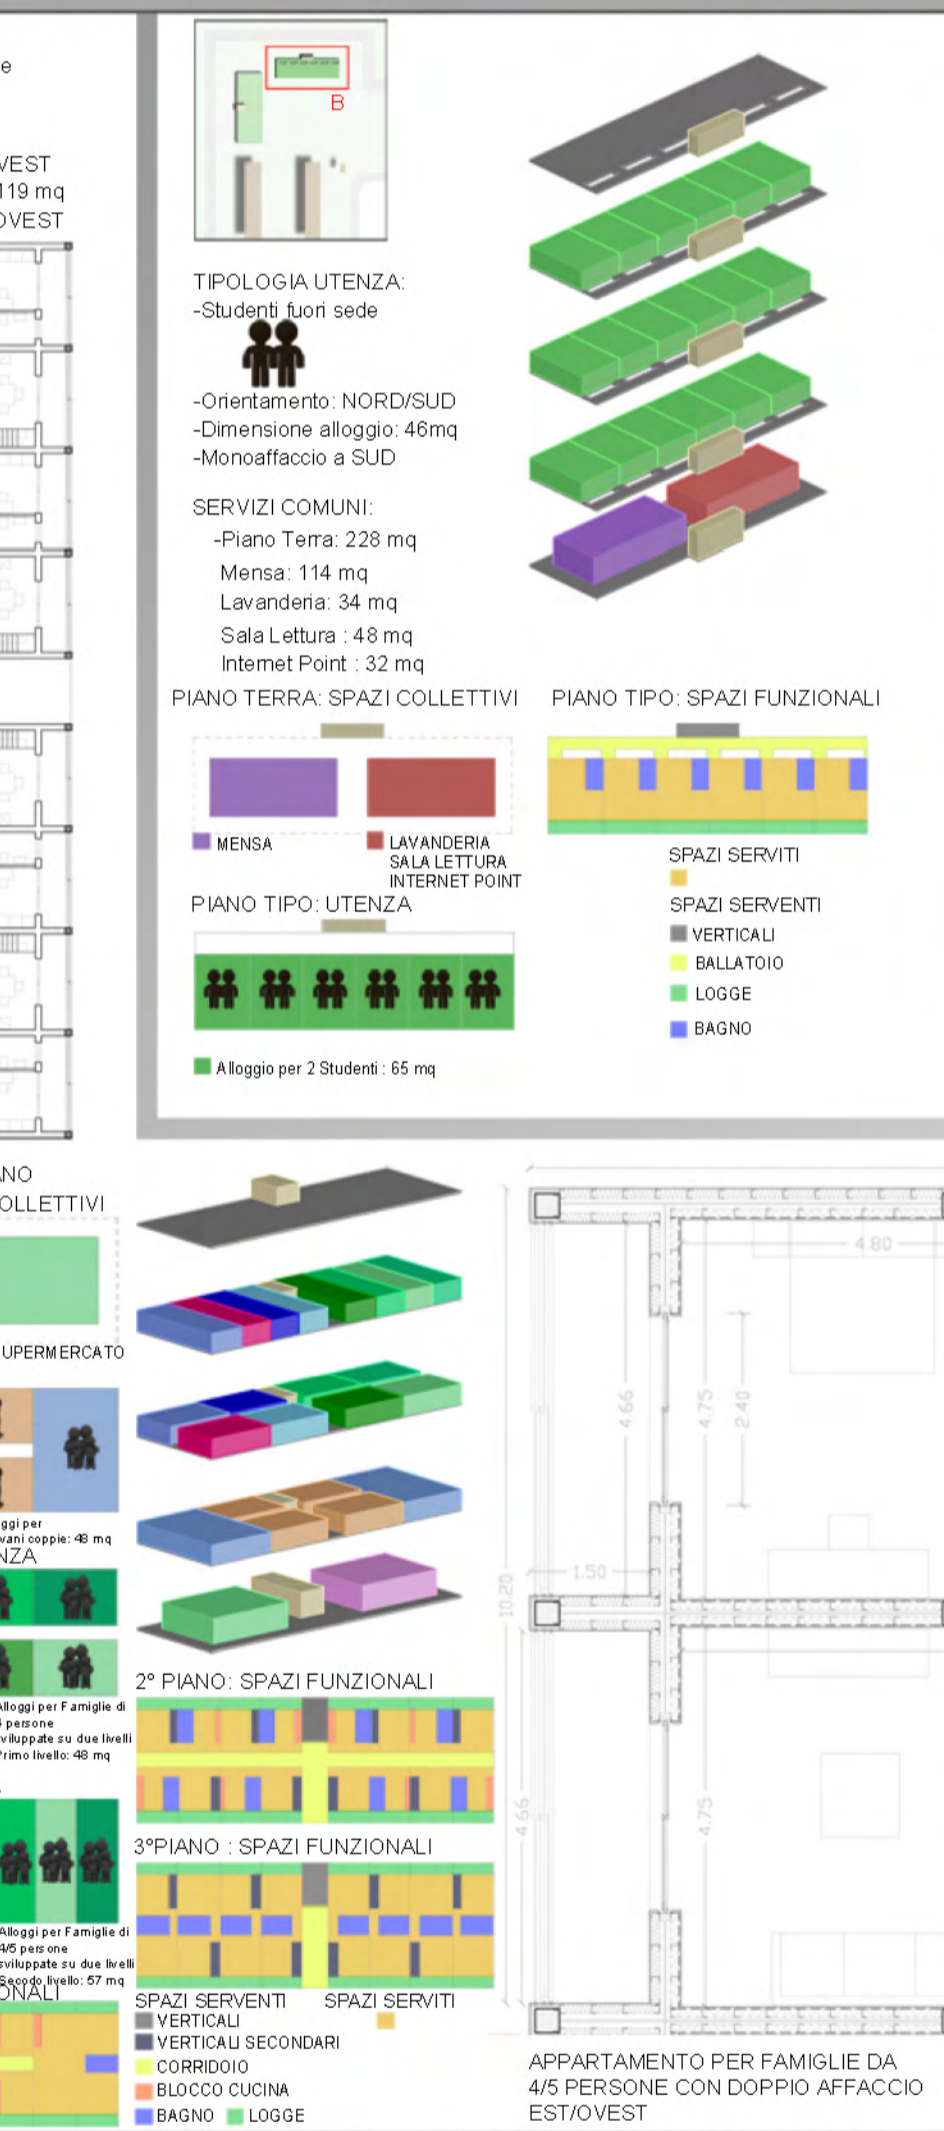 e
VEST
119 mq
OVEST
B
TIPOLOGIA UTENZA:
-Studenti fuori sede
-Orientamento: NORD/SUD
-Dimensione alloggio: 46mq
-Monoaffaccio a SUD
SERVIZI COMUNI:
-Piano Terra: 228 mq
Mensa: 114 mq
Lavanderia: 34 mq
Sala Lettura : 48 mq
Internet Point : 32 mq
PIANO TERRA: SPAZI COLLETTIVI
MENSA
LAVANDERIA
SALA LETTURA
INTERNET POINT
PIANO TIPO: UTENZA
Alloggio per 2 Studenti : 65 mq
PIANO TIPO: SPAZI FUNZIONALI
SPAZI SERVITI
SPAZI SERVENTI
VERTICALI
BALLATOIO
LOGGE
BAGNO
ANO
OLLETTIVI
UPERMERCATO
ggi per
vani coppie: 48 mq
NZA
Alloggi per Famiglie di
persone
sviluppate su due livelli
Primo livello: 48 mq
Alloggi per Famiglie di
4/5 persone
sviluppate su due livelli
Secodo livello: 57 mq
ONALI
2° PIANO: SPAZI FUNZIONALI
3°PIANO : SPAZI FUNZIONALI
SPAZI SERVENTI
SPAZI SERVITI
VERTICALI
VERTICALI SECONDARI
CORRIDOIO
BLOCCO CUCINA
BAGNO
LOGGE
4.80
4.66
4.75
2.40
1.50
10.20
4.66
4.75
APPARTAMENTO PER FAMIGLIE DA
4/5 PERSONE CON DOPPIO AFFACCIO
EST/OVEST